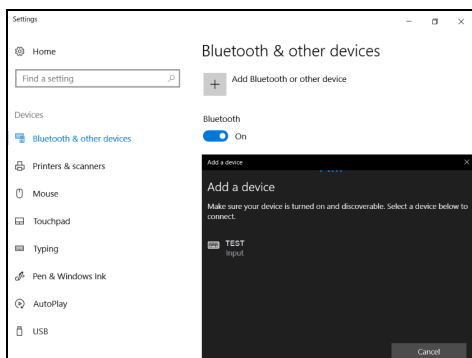 Settings
Home
Find a setting
Devices
Bluetooth & other devices
Printers & scanners
Mouse
Touchpad
Typing
Pen & Windows Ink
AutoPlay
USB
Bluetooth & other devices
Add Bluetooth or other device
Bluetooth
On
Add a device
Add a device
Make sure your device is turned on and discoverable. Select a device below to
connect.
TEST
Input
Cancel